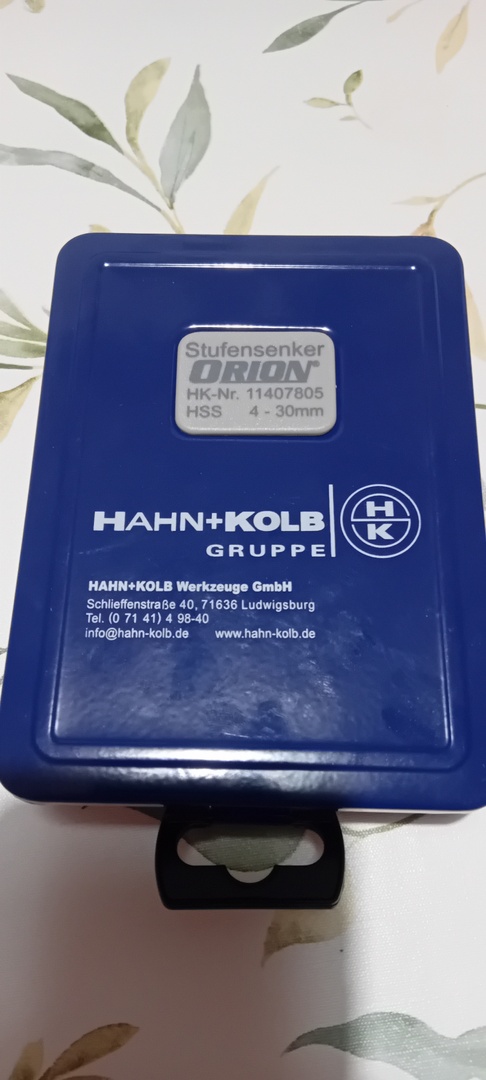 Stufensenker
ORION®
HK-Nr. 11407805
HSS 4 - 30mm
HAHN+KOLB
GRUPPE
H
K
HAHN+KOLB Werkzeuge GmbH
Schlieffenstraße 40, 71636 Ludwigsburg
Tel. (0 71 41) 4 98-40
info@hahn-kolb.de www.hahn-kolb.de